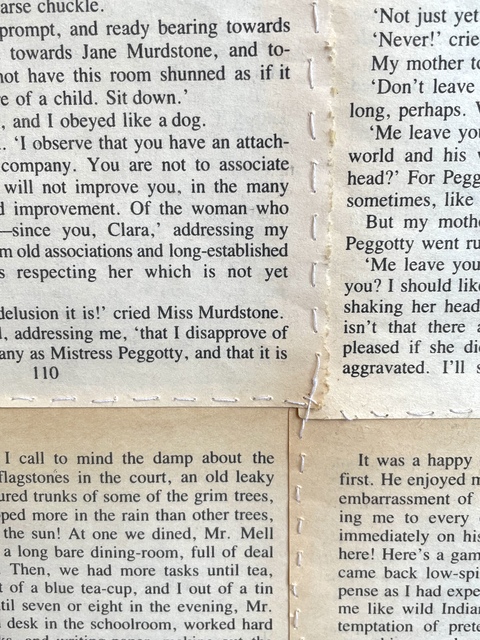 arse chuckle.
prompt, and ready bearing towards
towards Jane Murdstone, and to-
not have this room shunned as if it
re of a child. Sit down.'
, and I obeyed like a dog.
. 'I observe that you have an attach-
company. You are not to associate
will not improve you, in the many
d improvement. Of the woman who
—since you, Clara,' addressing my
m old associations and long-established
s respecting her which is not yet
delusion it is!' cried Miss Murdstone.
l, addressing me, 'that I disapprove of
any as Mistress Peggotty, and that it is
110
'Not just yet
'Never!' crie
My mother to
'Don't leave
long, perhaps. W
'Me leave you
world and his w
head?' For Pegg
sometimes, like
But my mothe
Peggotty went ru
'Me leave you
you? I should like
shaking her head
isn't that there a
pleased if she did
aggravated. I'll s
I call to mind the damp about the
flagstones in the court, an old leaky
ured trunks of some of the grim trees,
ped more in the rain than other trees,
the sun! At one we dined, Mr. Mell
a long bare dining-room, full of deal
Then, we had more tasks until tea,
t of a blue tea-cup, and I out of a tin
til seven or eight in the evening, Mr.
desk in the schoolroom, worked hard
It was a happy
first. He enjoyed m
embarrassment of
ing me to every
immediately on his
here! Here's a gam
came back low-spi
pense as I had expe
me like wild Indian
temptation of prete